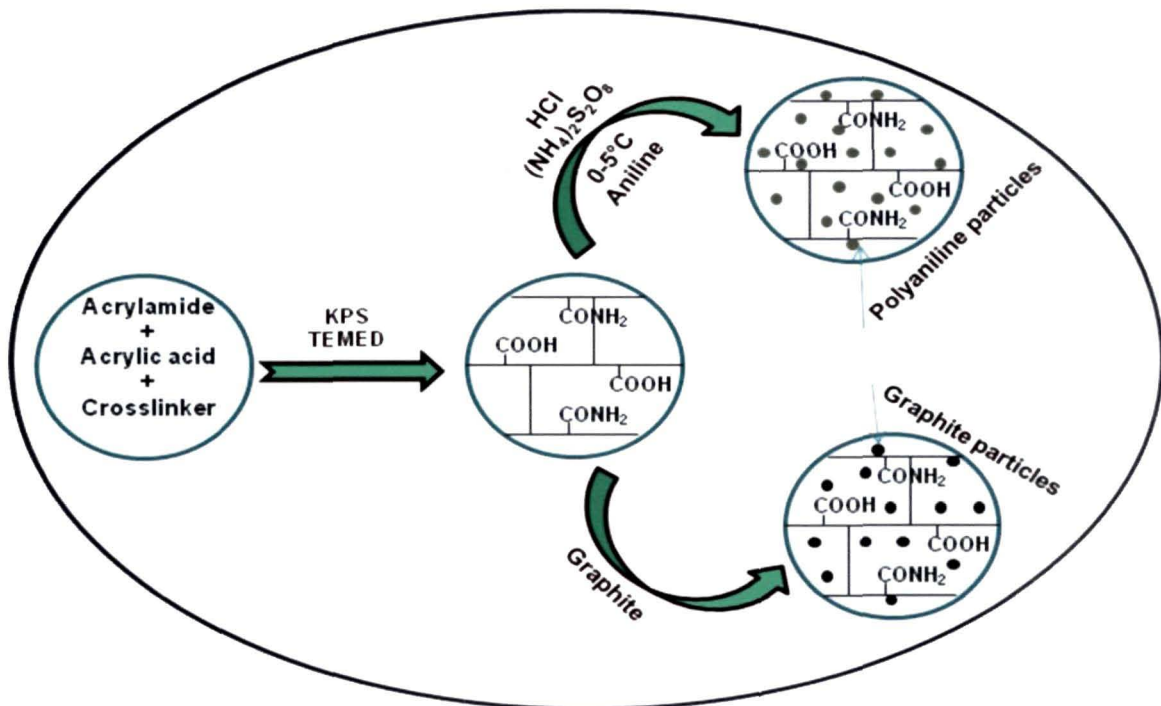 Acrylamide
+
Acrylic acid
+
Crosslinker
KPS
TEMED
CONH₂
COOH
COOH
CONH₂
HCl
(NH₄)₂S₂O₈
0-5°C
Aniline
CONH₂
COOH
COOH
CONH₂
Polyaniline particles
Graphite
Graphite particles
CONH₂
COOH
COOH
CONH₂